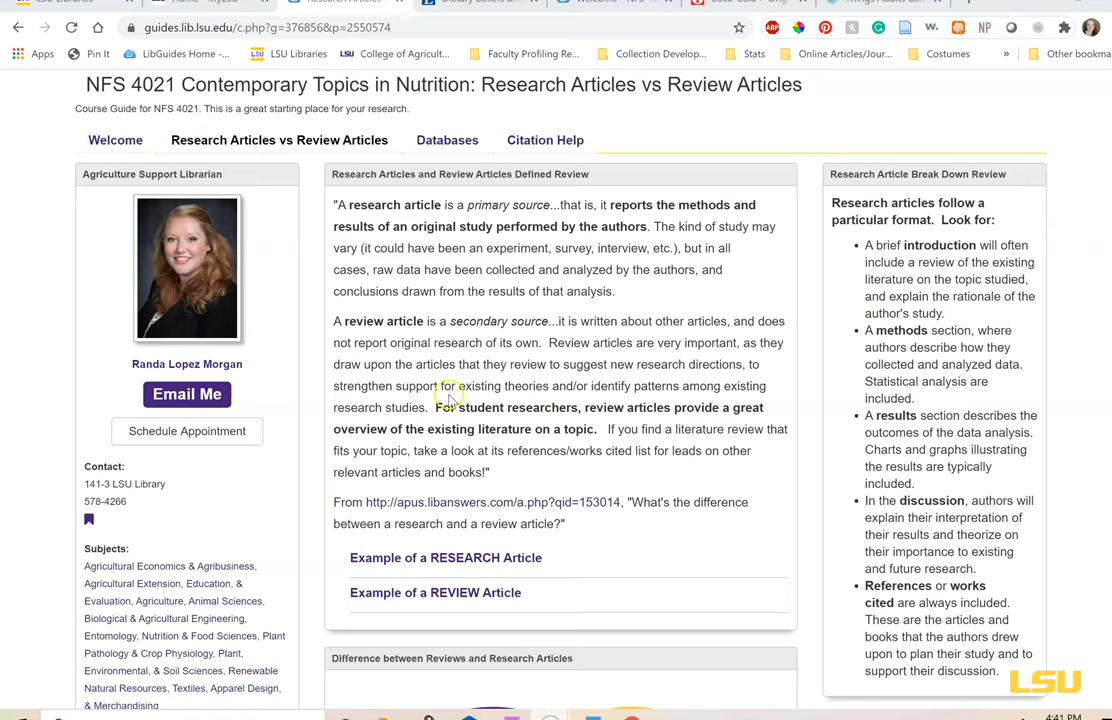 LSU Libraries
Home - myLSU
Research Articles
Dietary Beliefs an
Welcome - NFS 4
Coca-Cola - Origi
Things Adults Ca
guides.lib.lsu.edu/c.php?g=376856&p=2550574
Apps
Pin It
LibGuides Home -...
LSU Libraries
College of Agricult...
Faculty Profiling Re...
Collection Develop...
Stats
Online Articles/Jour...
Costumes
»
Other bookma
NFS 4021 Contemporary Topics in Nutrition: Research Articles vs Review Articles
Course Guide for NFS 4021. This is a great starting place for your research.
Welcome
Research Articles vs Review Articles
Databases
Citation Help
Agriculture Support Librarian
Randa Lopez Morgan
Email Me
Schedule Appointment
Contact:
141-3 LSU Library
578-4266
Subjects:
Agricultural Economics & Agribusiness,
Agricultural Extension, Education, &
Evaluation, Agriculture, Animal Sciences,
Biological & Agricultural Engineering,
Entomology, Nutrition & Food Sciences, Plant
Pathology & Crop Physiology, Plant,
Environmental, & Soil Sciences, Renewable
Natural Resources, Textiles, Apparel Design,
& Merchandising
Research Articles and Review Articles Defined Review
"A research article is a primary source...that is, it reports the methods and
results of an original study performed by the authors. The kind of study may
vary (it could have been an experiment, survey, interview, etc.), but in all
cases, raw data have been collected and analyzed by the authors, and
conclusions drawn from the results of that analysis.
A review article is a secondary source...it is written about other articles, and does
not report original research of its own. Review articles are very important, as they
draw upon the articles that they review to suggest new research directions, to
strengthen support for existing theories and/or identify patterns among existing
research studies. For student researchers, review articles provide a great
overview of the existing literature on a topic. If you find a literature review that
fits your topic, take a look at its references/works cited list for leads on other
relevant articles and books!"
From http://apus.libanswers.com/a.php?qid=153014, "What's the difference
between a research and a review article?"
Example of a RESEARCH Article
Example of a REVIEW Article
Difference between Reviews and Research Articles
Research Article Break Down Review
Research articles follow a
particular format. Look for:
A brief introduction will often
include a review of the existing
literature on the topic studied,
and explain the rationale of the
author's study.
A methods section, where
authors describe how they
collected and analyzed data.
Statistical analysis are
included.
A results section describes the
outcomes of the data analysis.
Charts and graphs illustrating
the results are typically
included.
In the discussion, authors will
explain their interpretation of
their results and theorize on
their importance to existing
and future research.
References or works
cited are always included.
These are the articles and
books that the authors drew
upon to plan their study and to
support their discussion.
LSU
4:41 PM